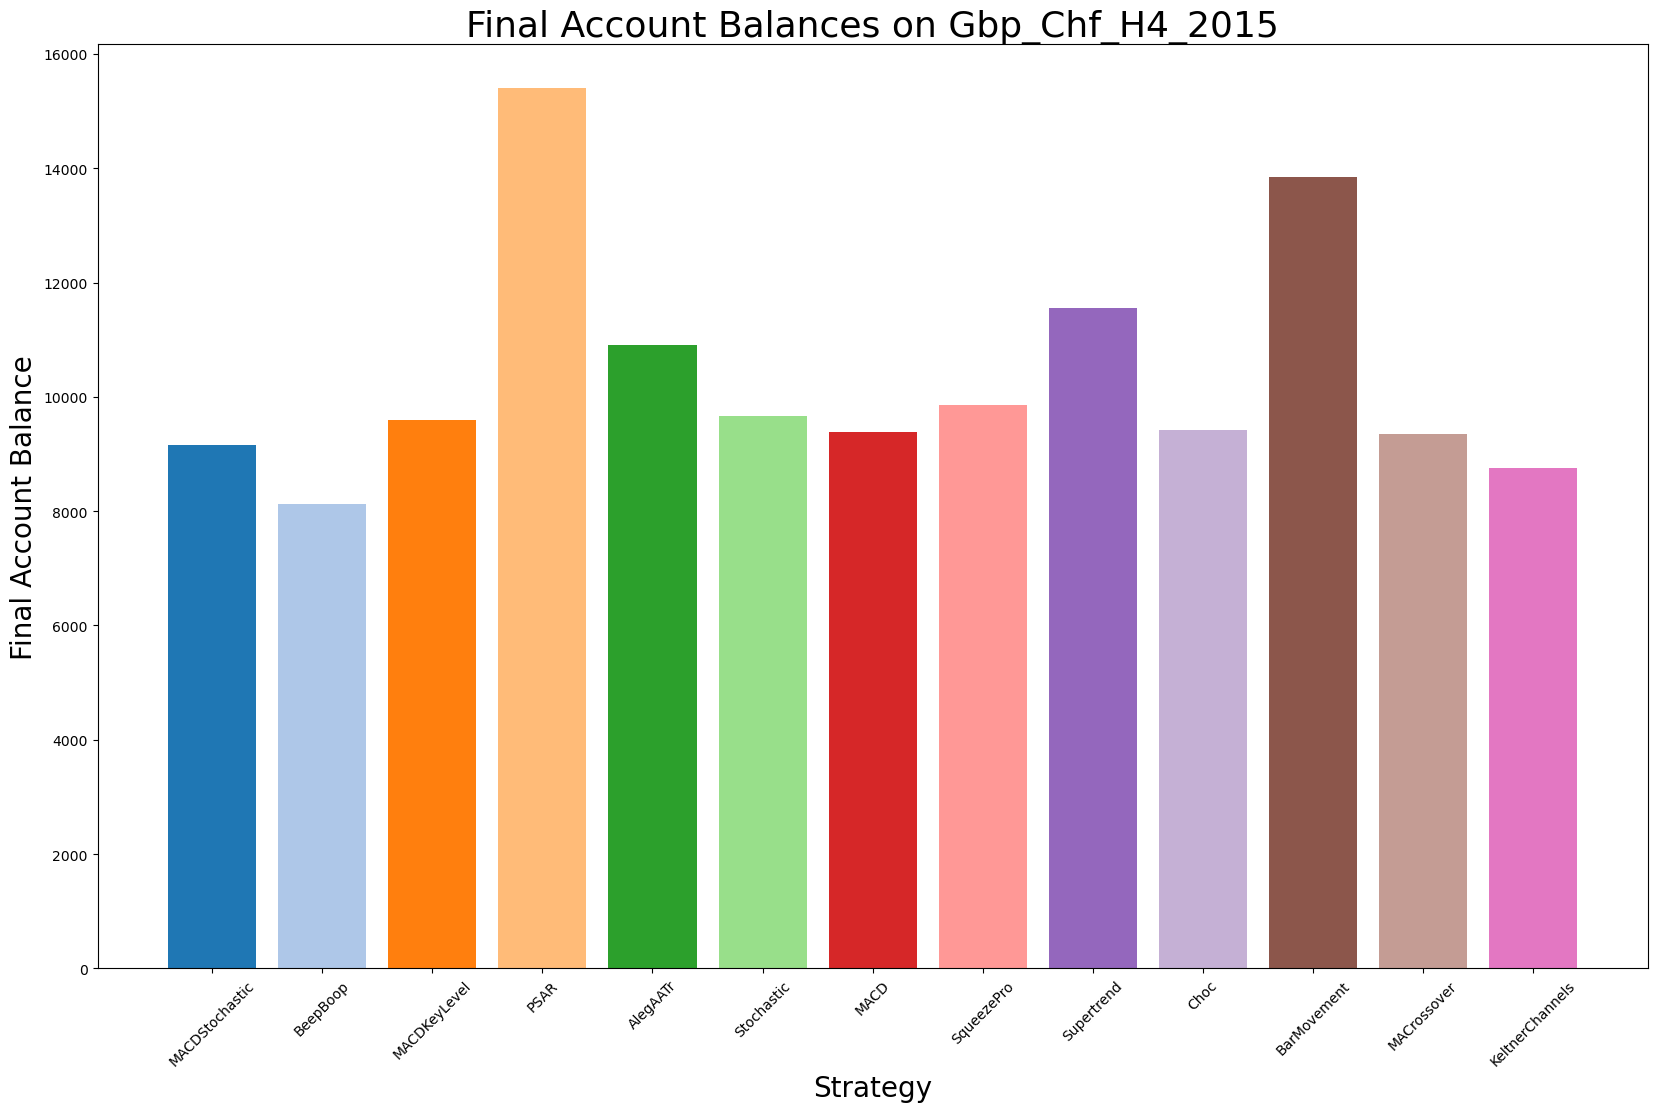 Final Account Balances on Gbp_Chf_H4_2015
Final Account Balance
16000
14000
12000
10000
8000
6000
4000
2000
0
MACDStochastic
BeepBoop
MACDKeyLevel
PSAR
AlegAATr
Stochastic
MACD
SqueezePro
Supertrend
Choc
BarMovement
MACrossover
KeltnerChannels
Strategy